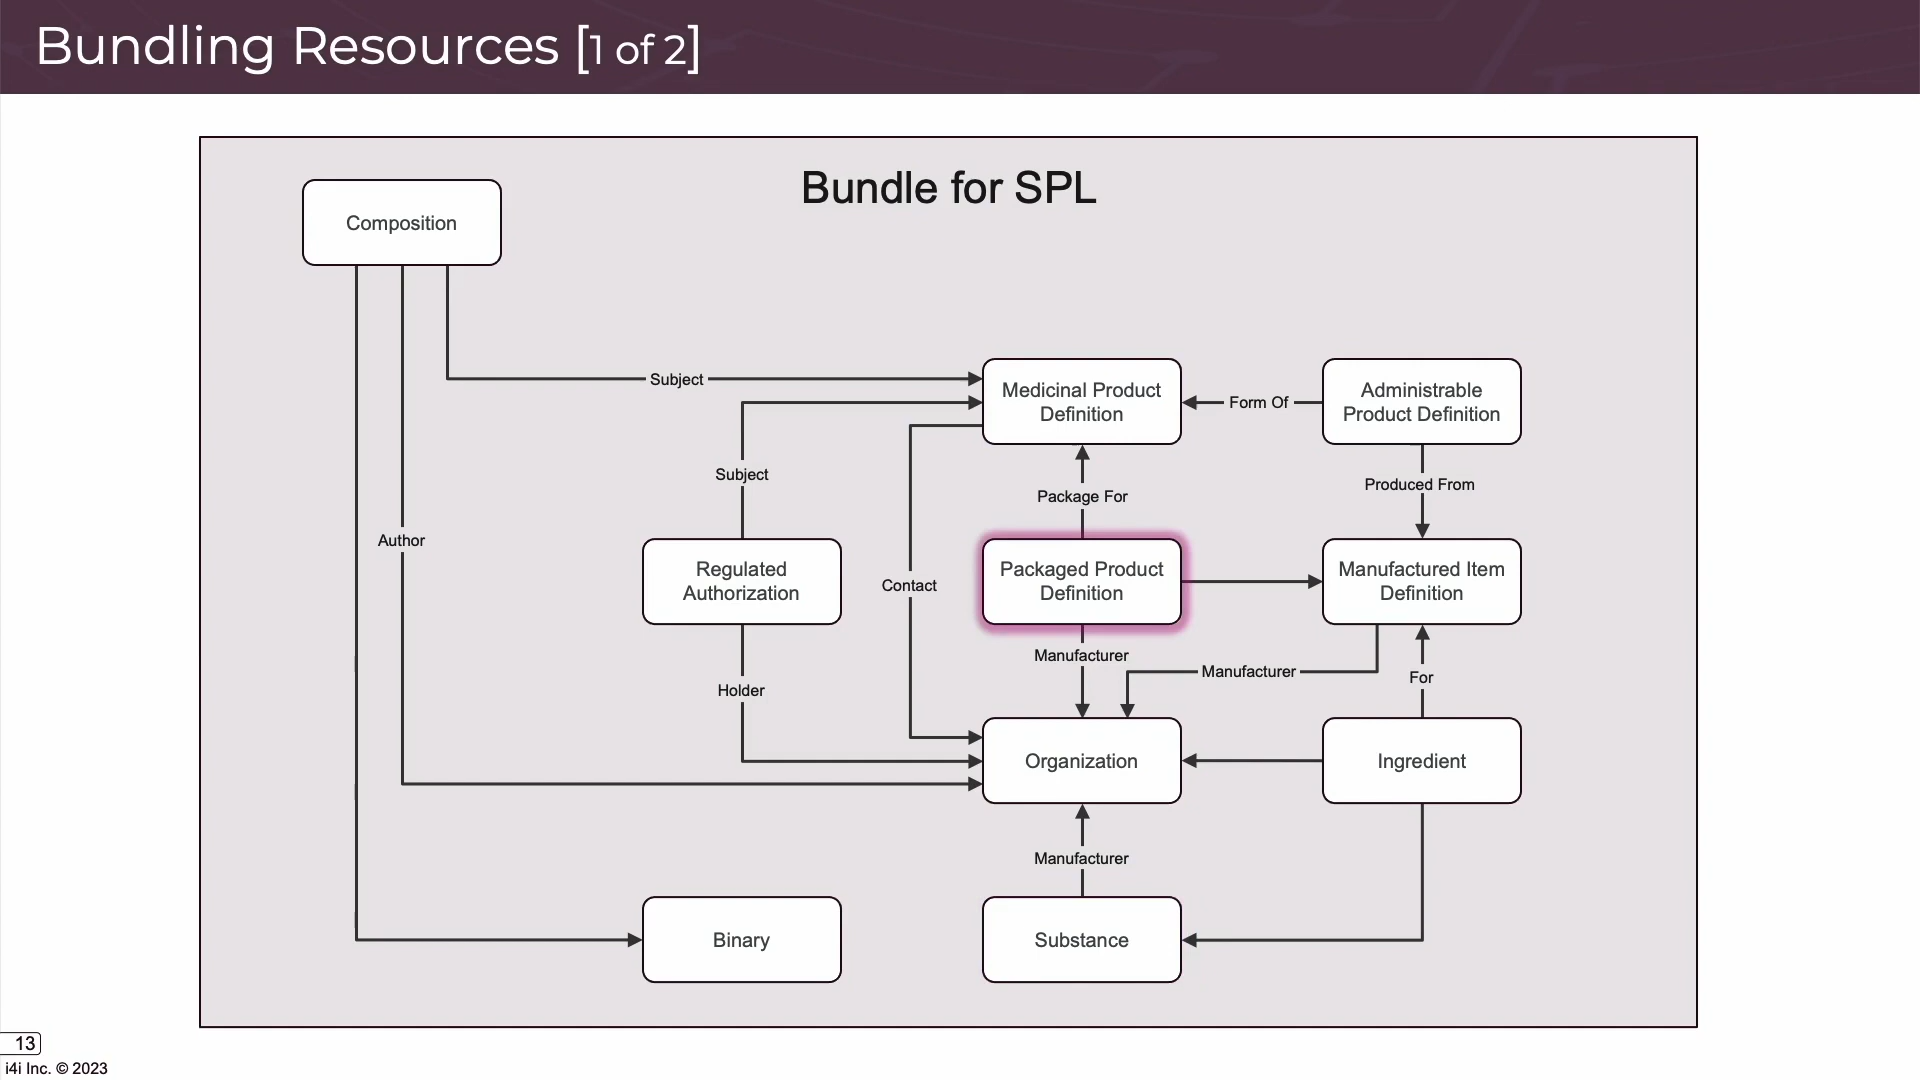 Bundling Resources [1 of 2]
Bundle for SPL
Composition
Subject
Medicinal Product
Definition
Form Of
Administrable
Product Definition
Subject
Package For
Produced From
Author
Regulated
Authorization
Contact
Packaged Product
Definition
Manufactured Item
Definition
Manufacturer
Manufacturer
For
Holder
Organization
Ingredient
Manufacturer
Binary
Substance
13
i4i Inc. © 2023